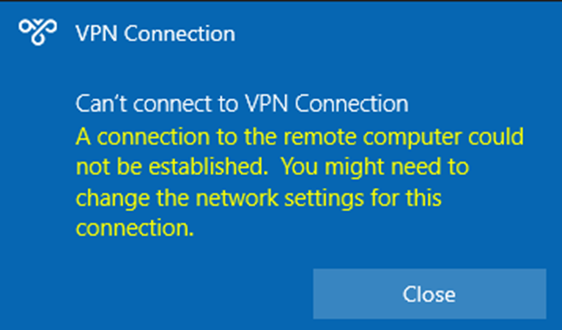 VPN Connection
Can't connect to VPN Connection
A connection to the remote computer could
not be established.  You might need to
change the network settings for this
connection.
Close